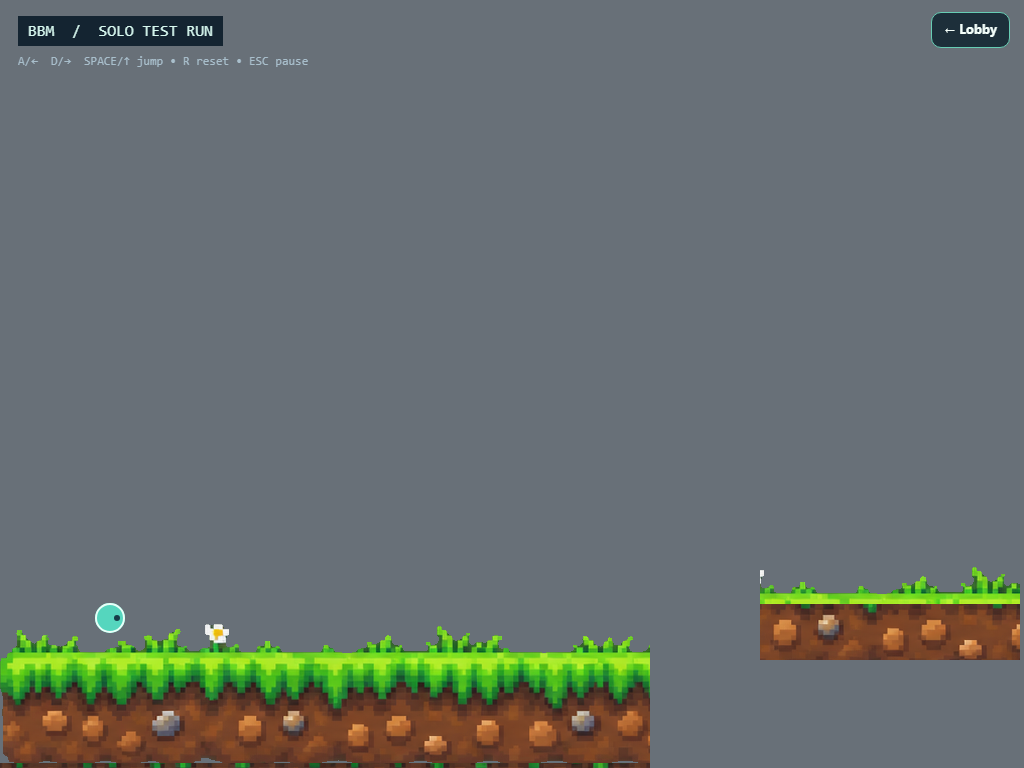 BBM / SOLO TEST RUN
← Lobby
A/← D/→ SPACE/↑ jump • R reset • ESC pause